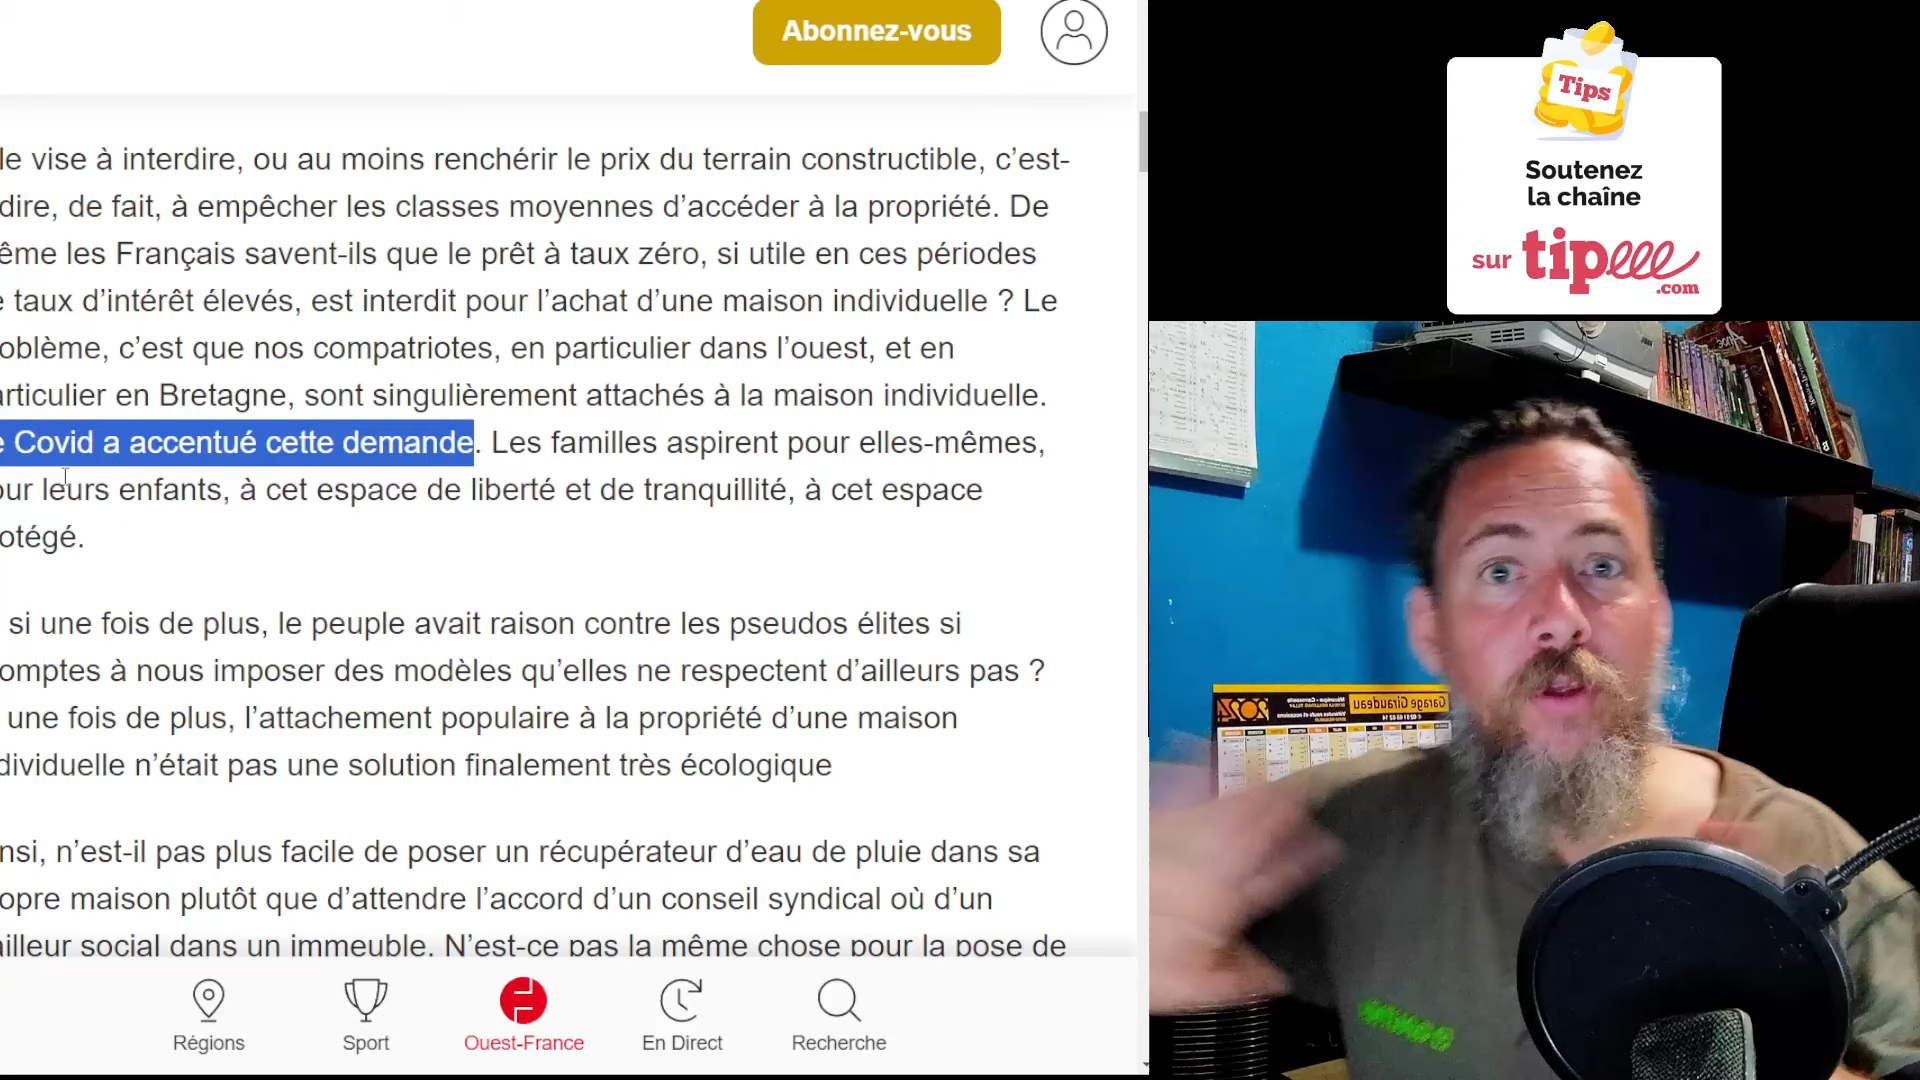 Abonnez-vous
le vise à interdire, ou au moins renchérir le prix du terrain constructible, c’est-
dire, de fait, à empêcher les classes moyennes d’accéder à la propriété. De
ême les Français savent-ils que le prêt à taux zéro, si utile en ces périodes
e taux d’intérêt élevés, est interdit pour l’achat d’une maison individuelle ? Le
oblème, c’est que nos compatriotes, en particulier dans l’ouest, et en
articulier en Bretagne, sont singulièrement attachés à la maison individuelle.
e Covid a accentué cette demande. Les familles aspirent pour elles-mêmes,
our leurs enfants, à cet espace de liberté et de tranquillité, à cet espace
otégé.
si une fois de plus, le peuple avait raison contre les pseudos élites si
omptes à nous imposer des modèles qu’elles ne respectent d’ailleurs pas ?
une fois de plus, l’attachement populaire à la propriété d’une maison
dividuelle n’était pas une solution finalement très écologique
nsi, n’est-il pas plus facile de poser un récupérateur d’eau de pluie dans sa
opre maison plutôt que d’attendre l’accord d’un conseil syndical où d’un
ailleur social dans un immeuble. N’est-ce pas la même chose pour la pose de
Régions
Sport
Ouest-France
En Direct
Recherche
Tips
Soutenez
la chaîne
sur tipeee
.com
Garage Giraudeau
2024